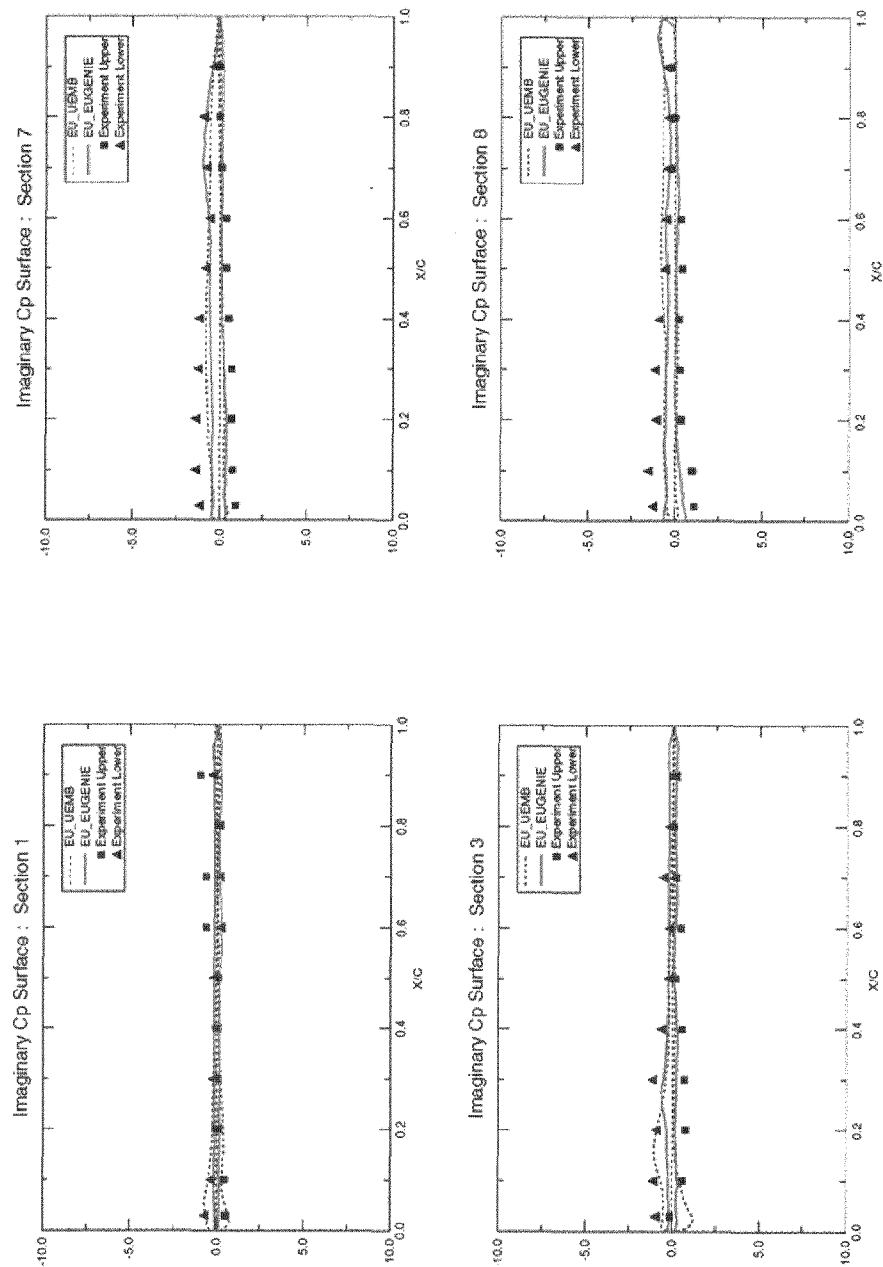 Imaginary Cp Surface : Section 1
EU_UEMB
EU_EUGENIE
Experiment Upper
Experiment Lower
-10.0
-5.0
0.0
5.0
10.0
0.0
0.2
0.4
0.6
0.8
1.0
X/C
Imaginary Cp Surface : Section 7
EU_UEMB
EU_EUGENIE
Experiment Upper
Experiment Lower
-10.0
-5.0
0.0
5.0
10.0
0.0
0.2
0.4
0.6
0.8
1.0
X/C
Imaginary Cp Surface : Section 3
EU_UEMB
EU_EUGENIE
Experiment Upper
Experiment Lower
-10.0
-5.0
0.0
5.0
10.0
0.0
0.2
0.4
0.6
0.8
1.0
X/C
Imaginary Cp Surface : Section 8
EU_UEMB
EU_EUGENIE
Experiment Upper
Experiment Lower
-10.0
-5.0
0.0
5.0
10.0
0.0
0.2
0.4
0.6
0.8
1.0
X/C